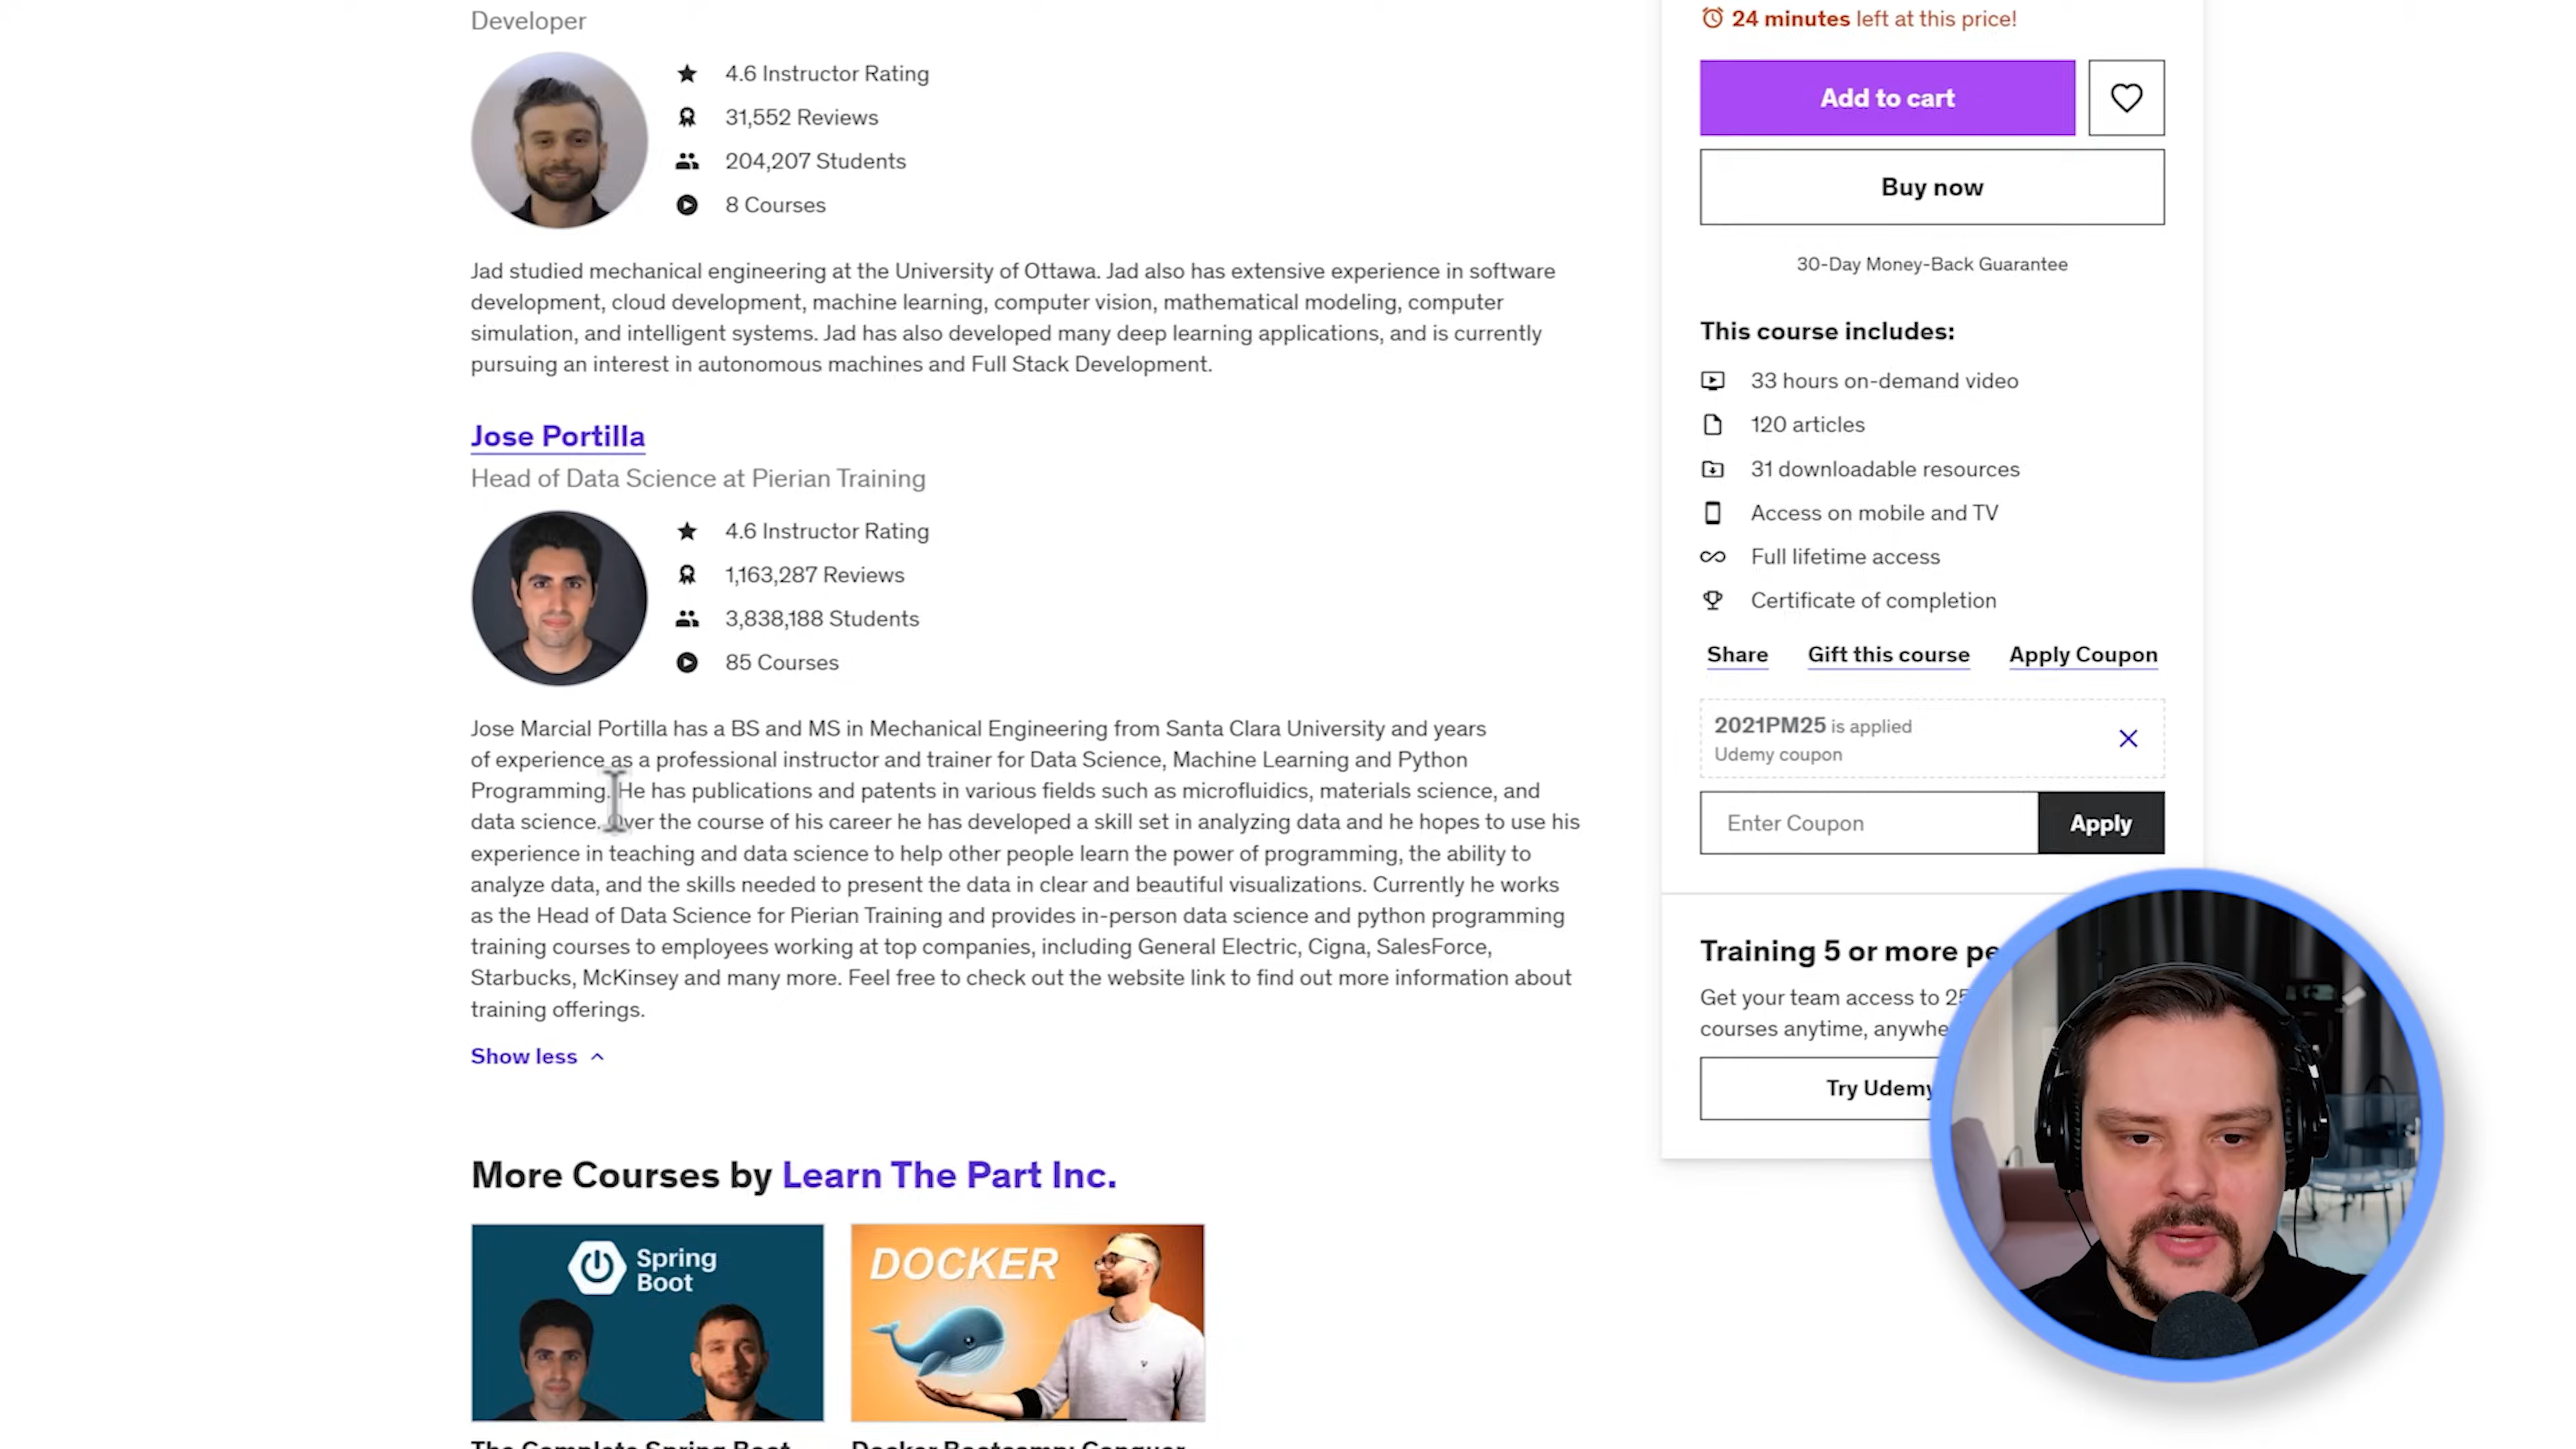 Developer
4.6 Instructor Rating
31,552 Reviews
204,207 Students
8 Courses
Jad studied mechanical engineering at the University of Ottawa. Jad also has extensive experience in software
development, cloud development, machine learning, computer vision, mathematical modeling, computer
simulation, and intelligent systems. Jad has also developed many deep learning applications, and is currently
pursuing an interest in autonomous machines and Full Stack Development.
Jose Portilla
Head of Data Science at Pierian Training
4.6 Instructor Rating
1,163,287 Reviews
3,838,188 Students
85 Courses
Jose Marcial Portilla has a BS and MS in Mechanical Engineering from Santa Clara University and years
of experience as a professional instructor and trainer for Data Science, Machine Learning and Python
Programming. He has publications and patents in various fields such as microfluidics, materials science, and
data science. Over the course of his career he has developed a skill set in analyzing data and he hopes to use his
experience in teaching and data science to help other people learn the power of programming, the ability to
analyze data, and the skills needed to present the data in clear and beautiful visualizations. Currently he works
as the Head of Data Science for Pierian Training and provides in-person data science and python programming
training courses to employees working at top companies, including General Electric, Cigna, SalesForce,
Starbucks, McKinsey and many more. Feel free to check out the website link to find out more information about
training offerings.
Show less
More Courses by Learn The Part Inc.
Spring
Boot
DOCKER
The Complete Spring Boot
Docker Bootcamp: Conquer
24 minutes left at this price!
Add to cart
Buy now
30-Day Money-Back Guarantee
This course includes:
33 hours on-demand video
120 articles
31 downloadable resources
Access on mobile and TV
Full lifetime access
Certificate of completion
Share
Gift this course
Apply Coupon
2021PM25 is applied
Udemy coupon
Enter Coupon
Apply
Training 5 or more
Get your team access to
courses anytime,
Try Udemy